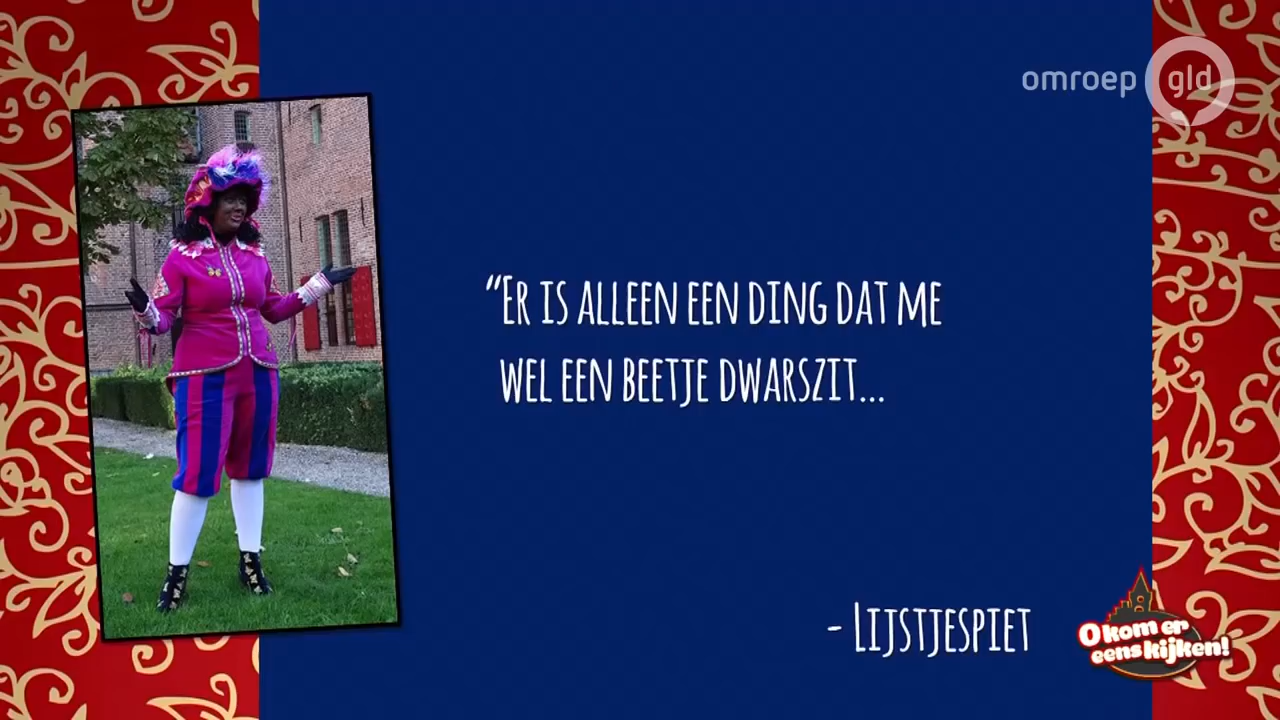 omroep gld
“Er is alleen een ding dat me
wel een beetje dwarszit...
- Lijstjespiet
O kom er
eens kijken!